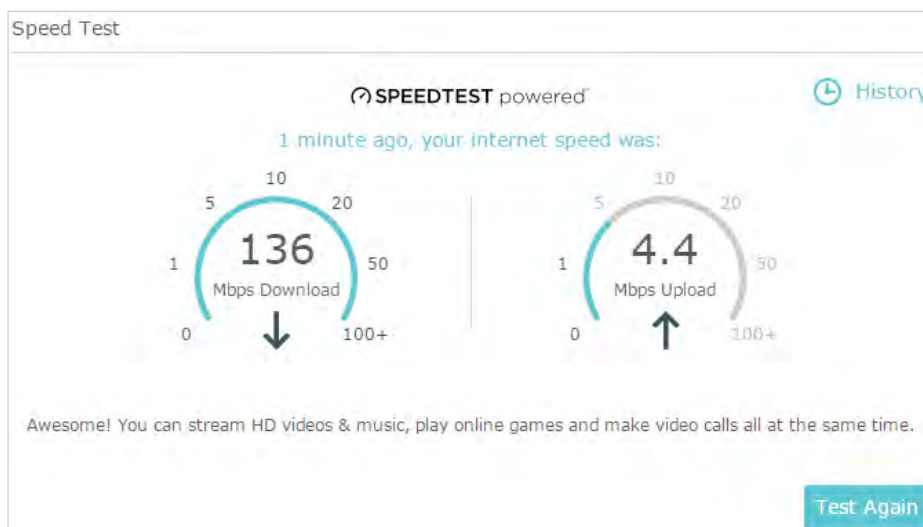 Speed Test
SPEEDTEST powered
History
1 minute ago, your internet speed was:
10
5 20
136
1 50
Mbps Download
0 100+
10
5 20
4.4
1 50
Mbps Upload
0 100+
Awesome! You can stream HD videos & music, play online games and make video calls all at the same time.
Test Again